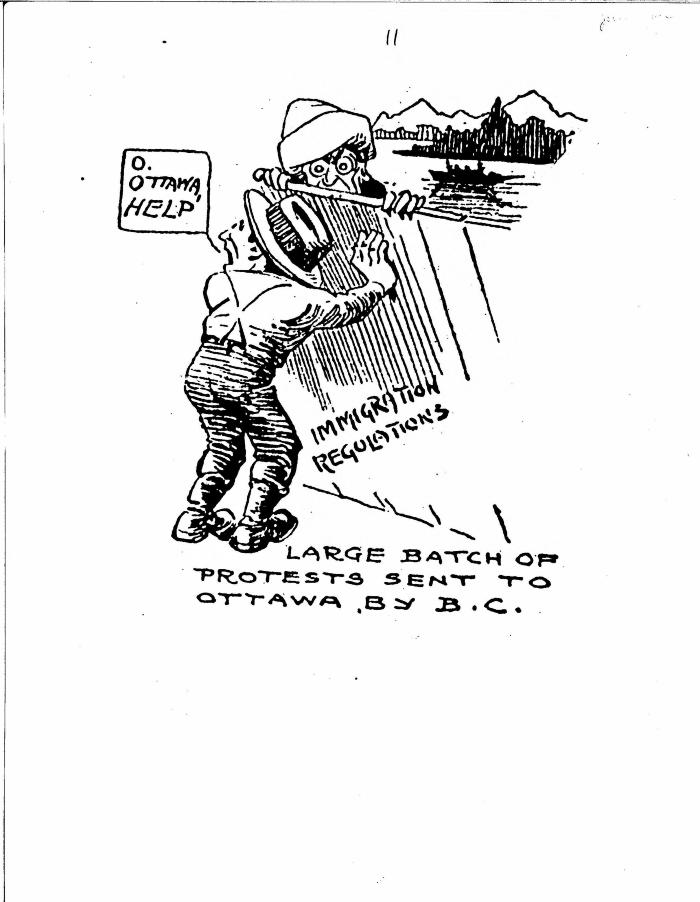 11
O.
OTTAWA,
HELP
IMMIGRATION
REGULATIONS
LARGE BATCH OF
PROTESTS SENT TO
OTTAWA BY B.C.